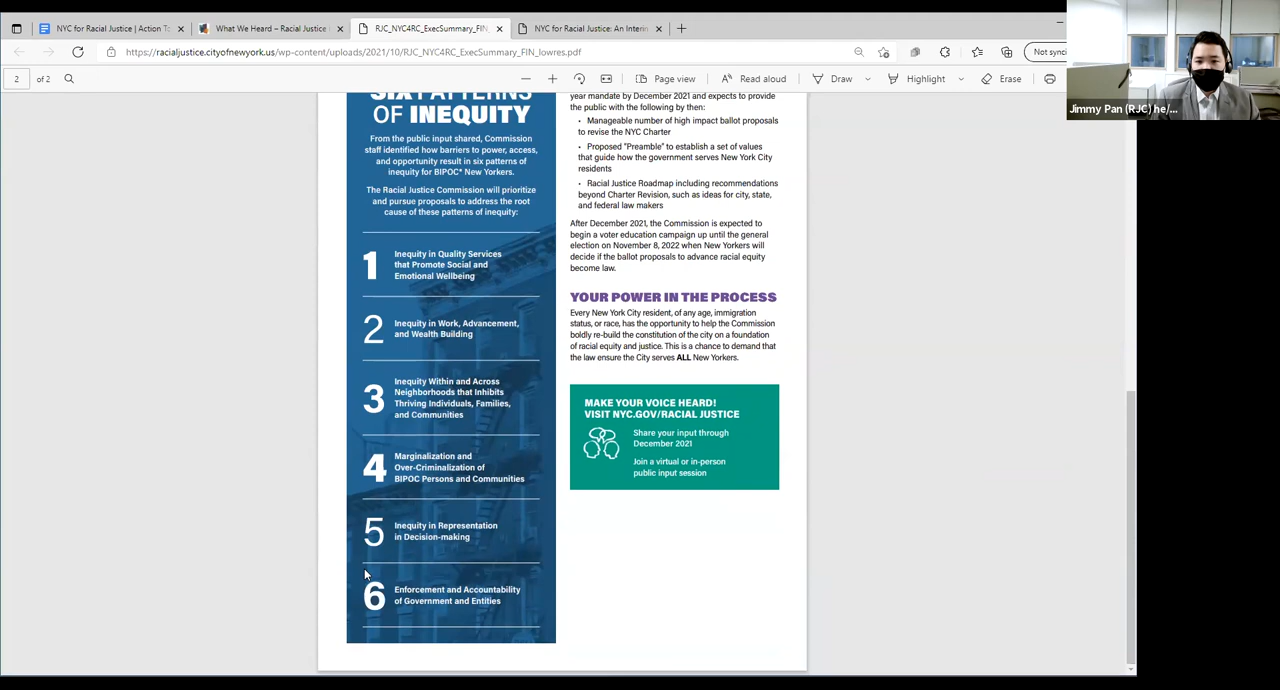 NYC for Racial Justice | Action To
What We Heard – Racial Justice
RJC_NYC4RC_ExecSummary_FIN_
NYC for Racial Justice: An Interin
https://racialjustice.cityofnewyork.us/wp-content/uploads/2021/10/RJC_NYC4RC_ExecSummary_FIN_lowres.pdf
Not sync
2 of 2
Page view
Read aloud
Draw
Highlight
Erase
Jimmy Pan (RJC) he/...
SIX PATTERNS
OF INEQUITY
From the public input shared, Commission
staff identified how barriers to power, access,
and opportunity result in six patterns of
inequity for BIPOC* New Yorkers.
The Racial Justice Commission will prioritize
and pursue proposals to address the root
cause of these patterns of inequity:
1
Inequity in Quality Services
that Promote Social and
Emotional Wellbeing
2
Inequity in Work, Advancement,
and Wealth Building
3
Inequity Within and Across
Neighborhoods that Inhibits
Thriving Individuals, Families,
and Communities
4
Marginalization and
Over-Criminalization of
BIPOC Persons and Communities
5
Inequity in Representation
in Decision-making
6
Enforcement and Accountability
of Government and Entities
year mandate by December 2021 and expects to provide
the public with the following by then:
• Manageable number of high impact ballot proposals
to revise the NYC Charter
• Proposed "Preamble" to establish a set of values
that guide how the government serves New York City
residents
• Racial Justice Roadmap including recommendations
beyond Charter Revision, such as ideas for city, state,
and federal law makers
After December 2021, the Commission is expected to
begin a voter education campaign up until the general
election on November 8, 2022 when New Yorkers will
decide if the ballot proposals to advance racial equity
become law.
YOUR POWER IN THE PROCESS
Every New York City resident, of any age, immigration
status, or race, has the opportunity to help the Commission
boldly re-build the constitution of the city on a foundation
of racial equity and justice. This is a chance to demand that
the law ensure the City serves ALL New Yorkers.
MAKE YOUR VOICE HEARD!
VISIT NYC.GOV/RACIAL JUSTICE
Share your input through
December 2021
Join a virtual or in-person
public input session